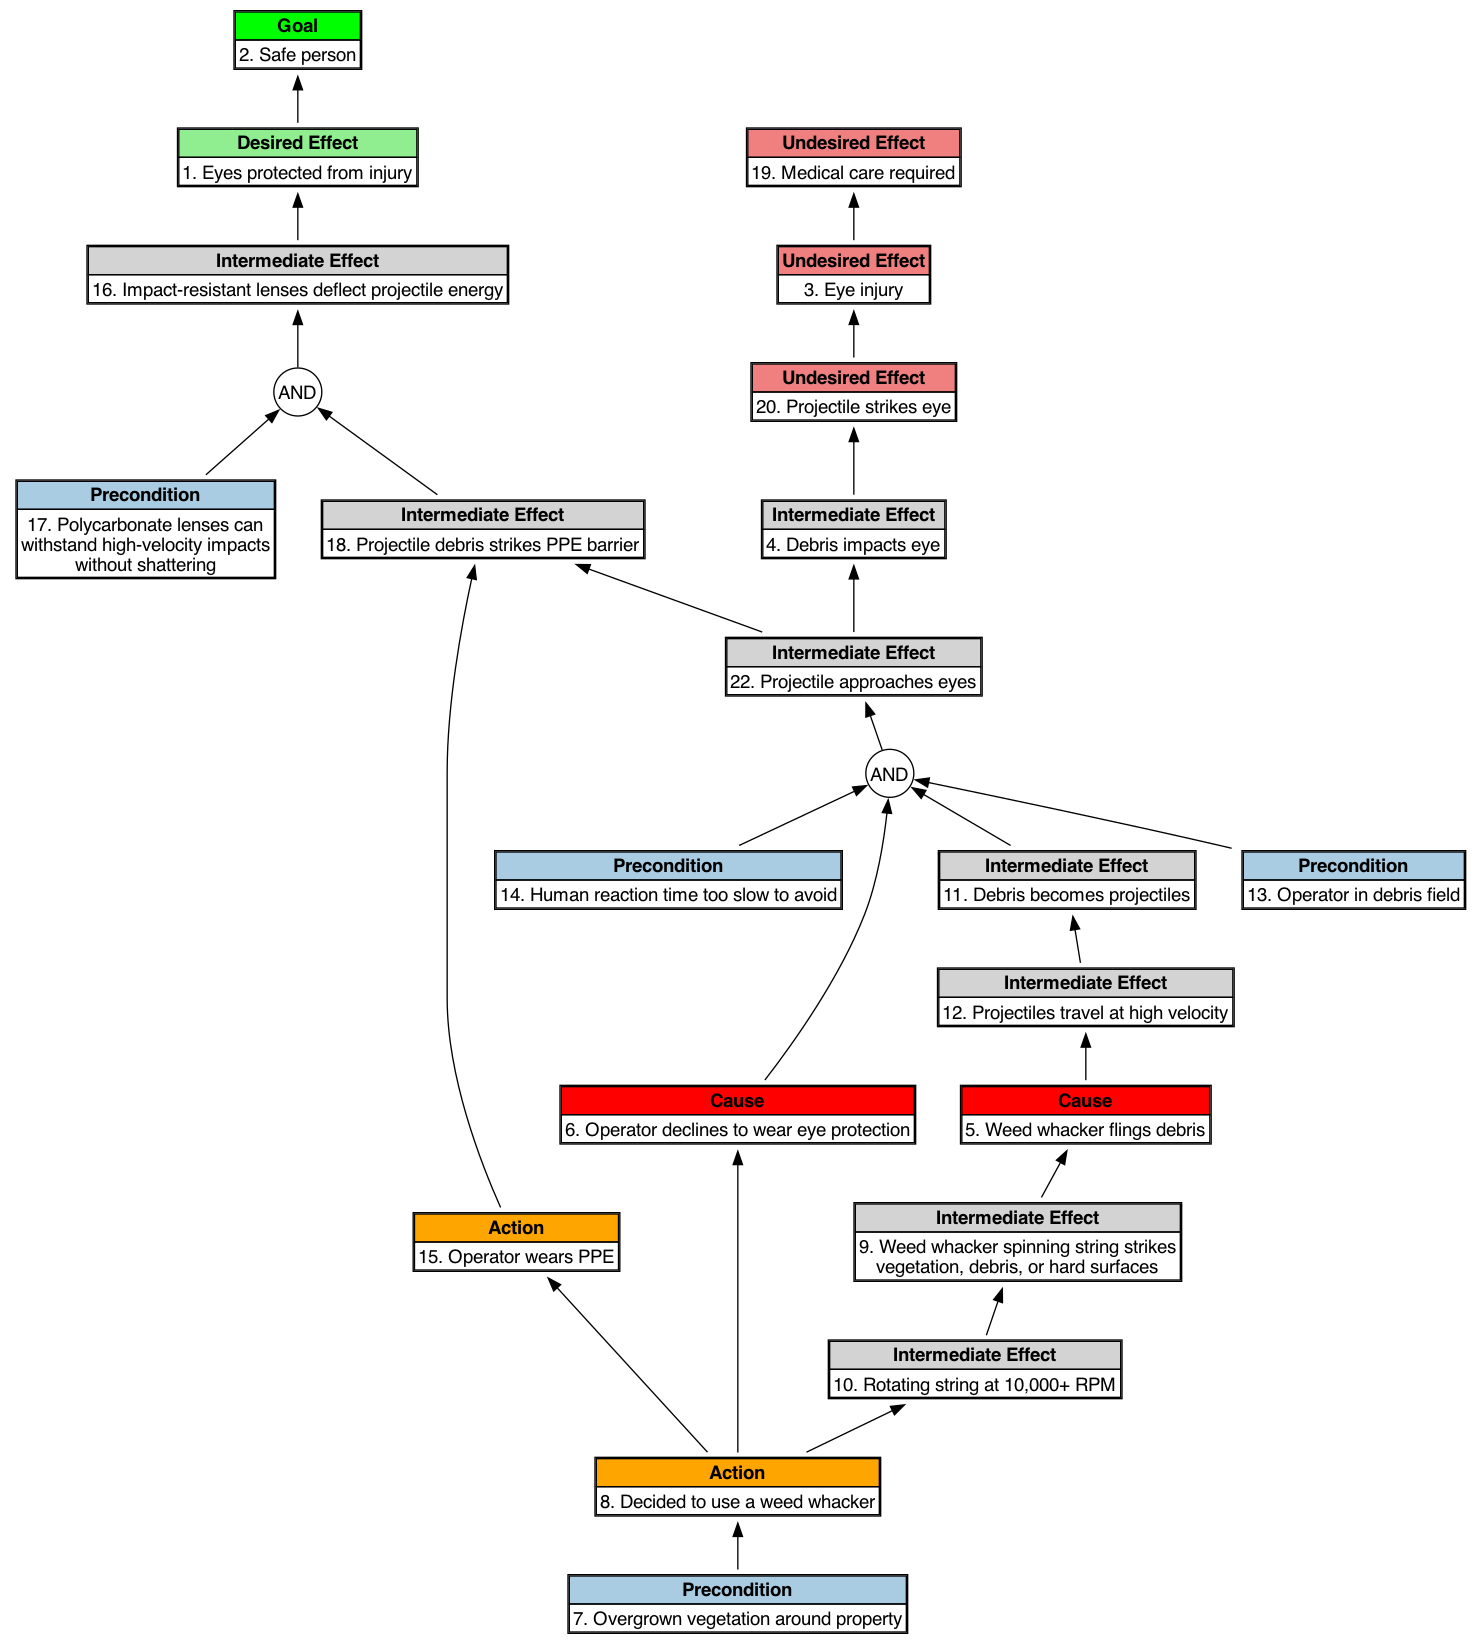 Goal
2. Safe person
Desired Effect
1. Eyes protected from injury
Undesired Effect
19. Medical care required
Intermediate Effect
16. Impact-resistant lenses deflect projectile energy
Undesired Effect
3. Eye injury
Undesired Effect
20. Projectile strikes eye
AND
Precondition
17. Polycarbonate lenses can
withstand high-velocity impacts
without shattering
Intermediate Effect
18. Projectile debris strikes PPE barrier
Intermediate Effect
4. Debris impacts eye
Intermediate Effect
22. Projectile approaches eyes
AND
Precondition
14. Human reaction time too slow to avoid
Intermediate Effect
11. Debris becomes projectiles
Precondition
13. Operator in debris field
Intermediate Effect
12. Projectiles travel at high velocity
Cause
6. Operator declines to wear eye protection
Cause
5. Weed whacker flings debris
Action
15. Operator wears PPE
Intermediate Effect
9. Weed whacker spinning string strikes
vegetation, debris, or hard surfaces
Intermediate Effect
10. Rotating string at 10,000+ RPM
Action
8. Decided to use a weed whacker
Precondition
7. Overgrown vegetation around property